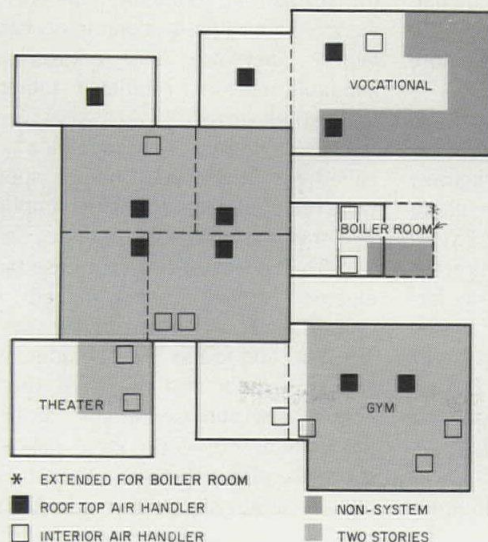 VOCATIONAL
*
BOILER ROOM
THEATER
GYM
* EXTENDED FOR BOILER ROOM
ROOF TOP AIR HANDLER
NON-SYSTEM
INTERIOR AIR HANDLER
TWO STORIES